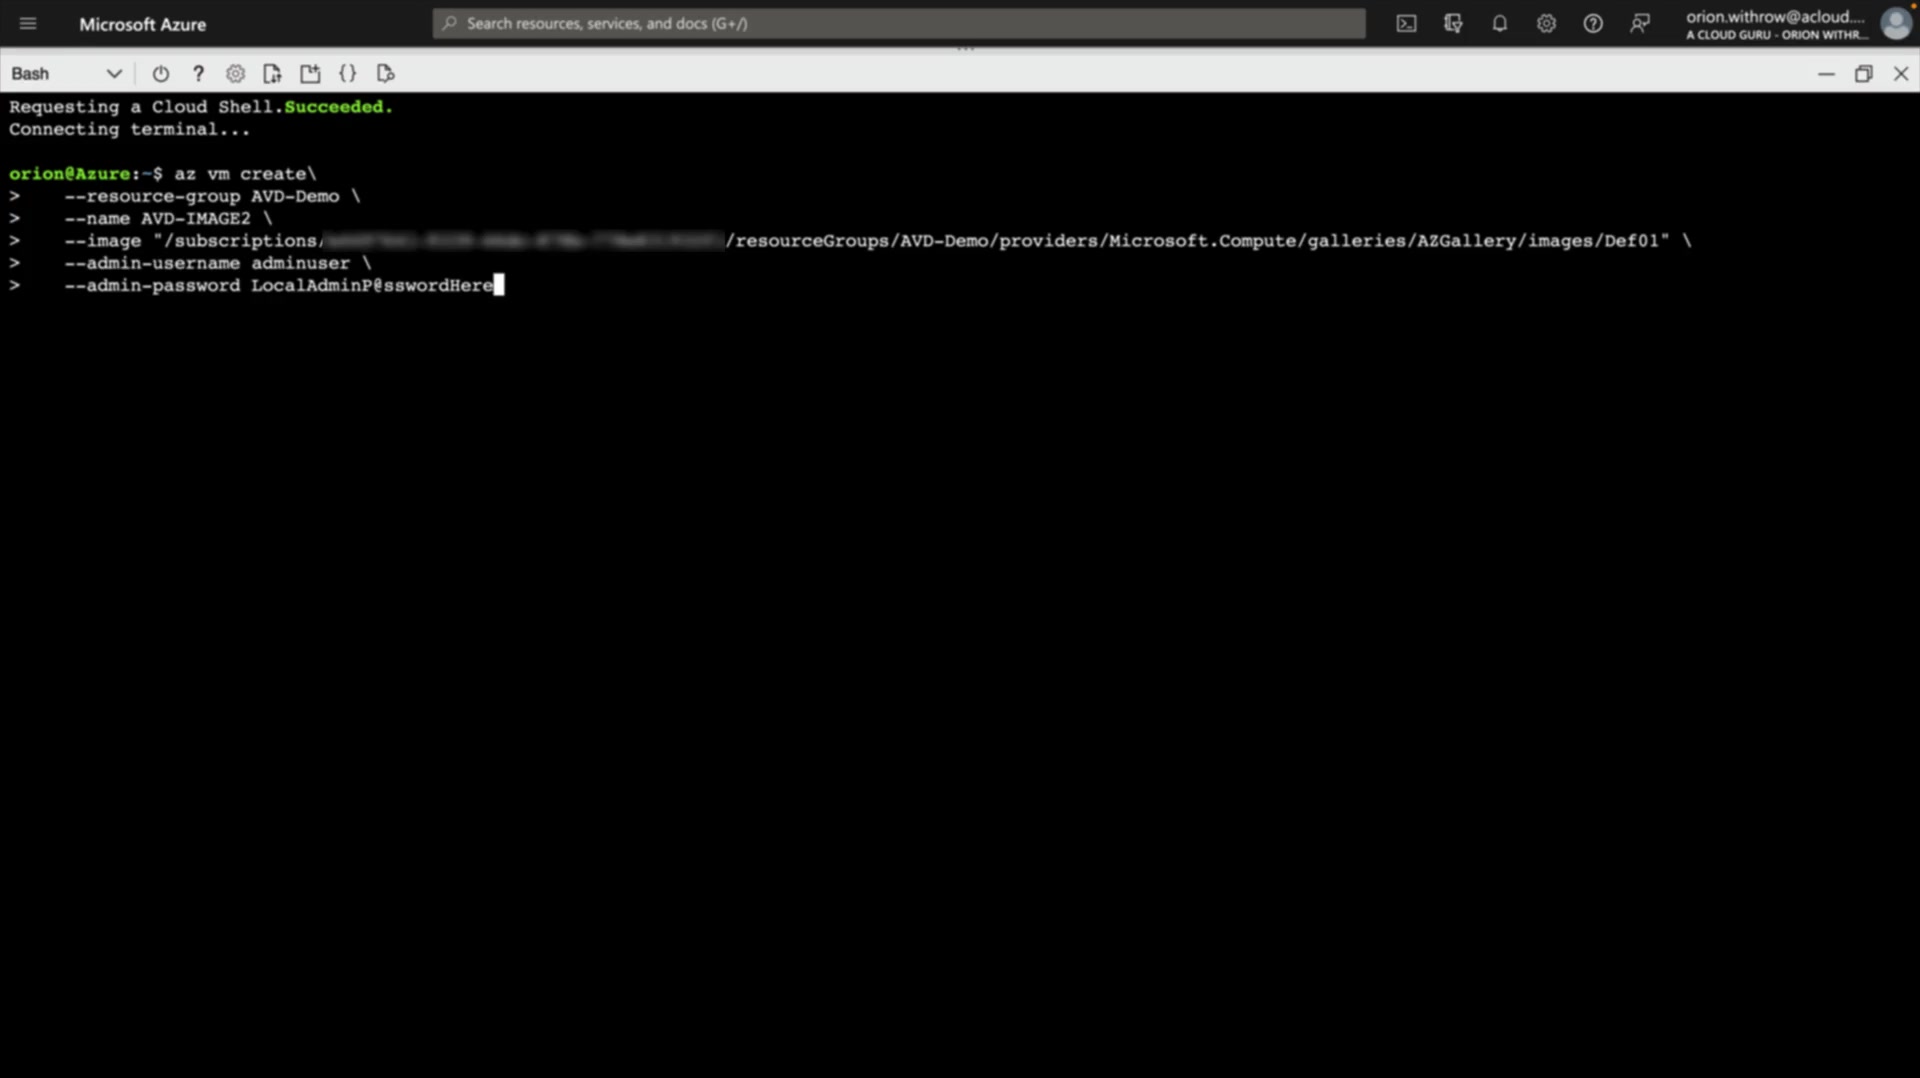 Microsoft Azure
Search resources, services, and docs (G+/)
orion.withrow@acloud....
A CLOUD GURU - ORION WITHR...
Bash
Requesting a Cloud Shell.Succeeded.
Connecting terminal...
orion@Azure:~$ az vm create\
> --resource-group AVD-Demo \
> --name AVD-IMAGE2 \
> --image "/subscriptions/ /resourceGroups/AVD-Demo/providers/Microsoft.Compute/galleries/AZGallery/images/Def01" \
> --admin-username adminuser \
> --admin-password LocalAdminP@sswordHere